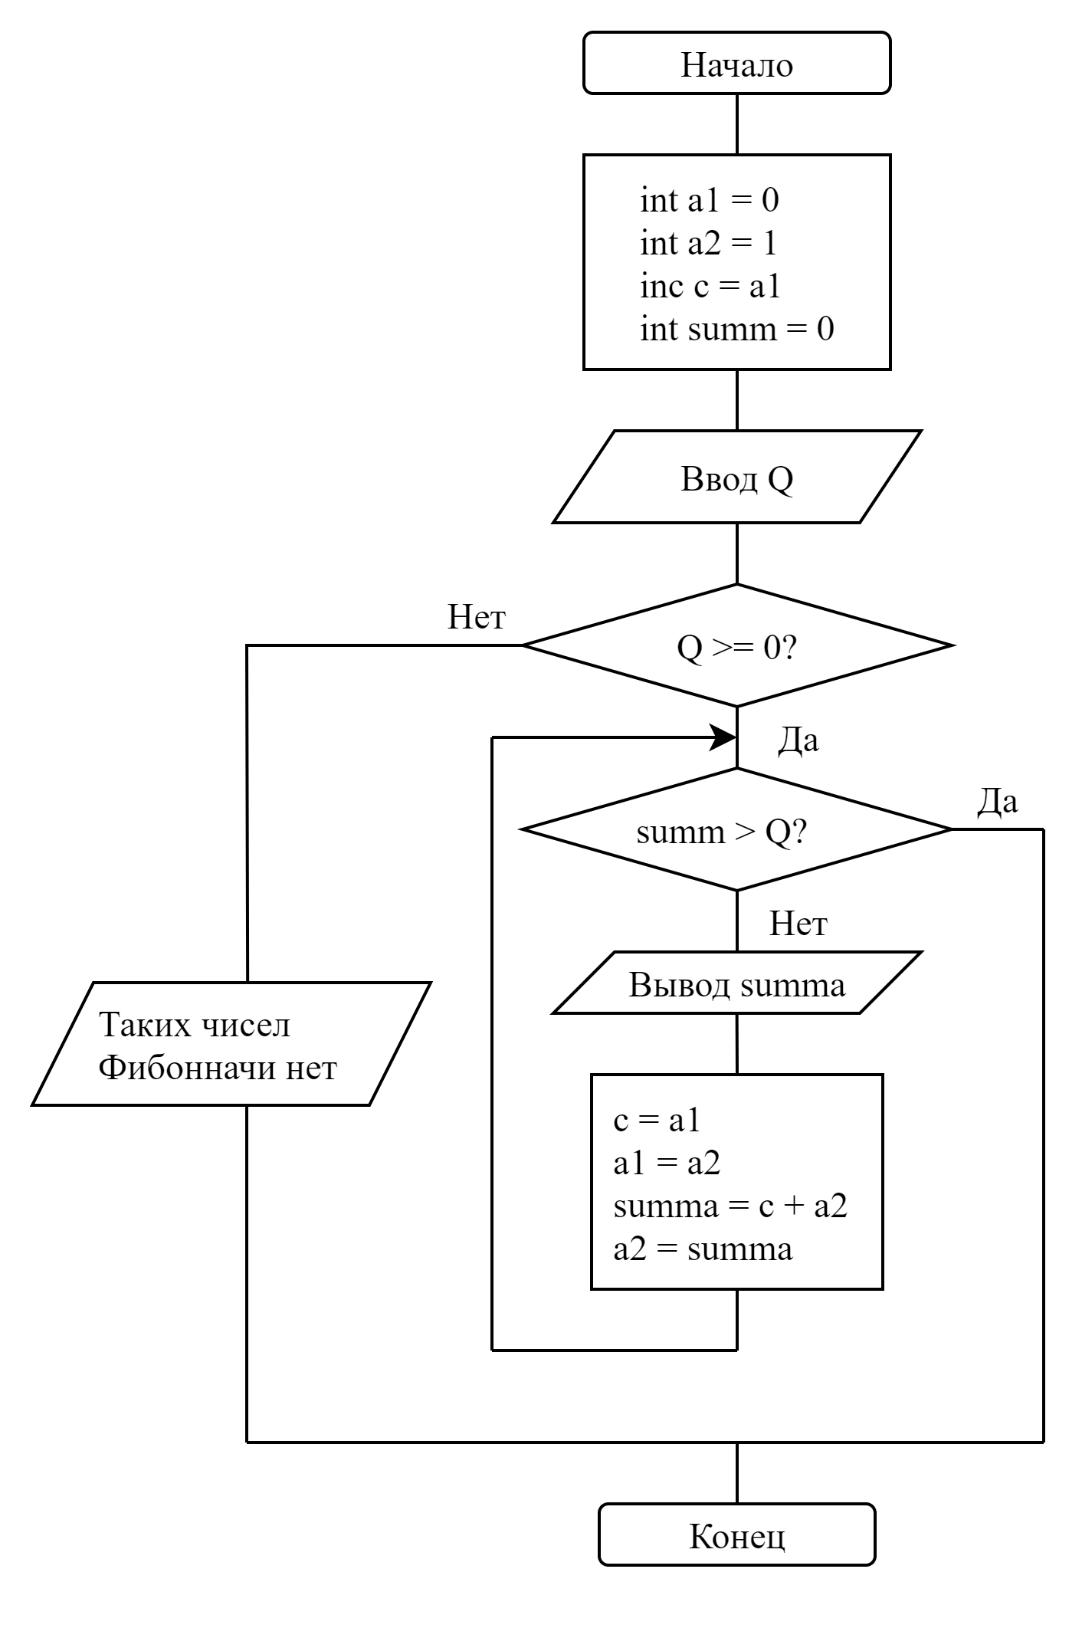 Начало
int a1 = 0
int a2 = 1
inc c = a1
int summ = 0
Ввод Q
Нет
Q >= 0?
Да
Да
summ > Q?
Нет
Вывод summa
Таких чисел
Фибонначи нет
c = a1
a1 = a2
summa = c + a2
a2 = summa
Конец